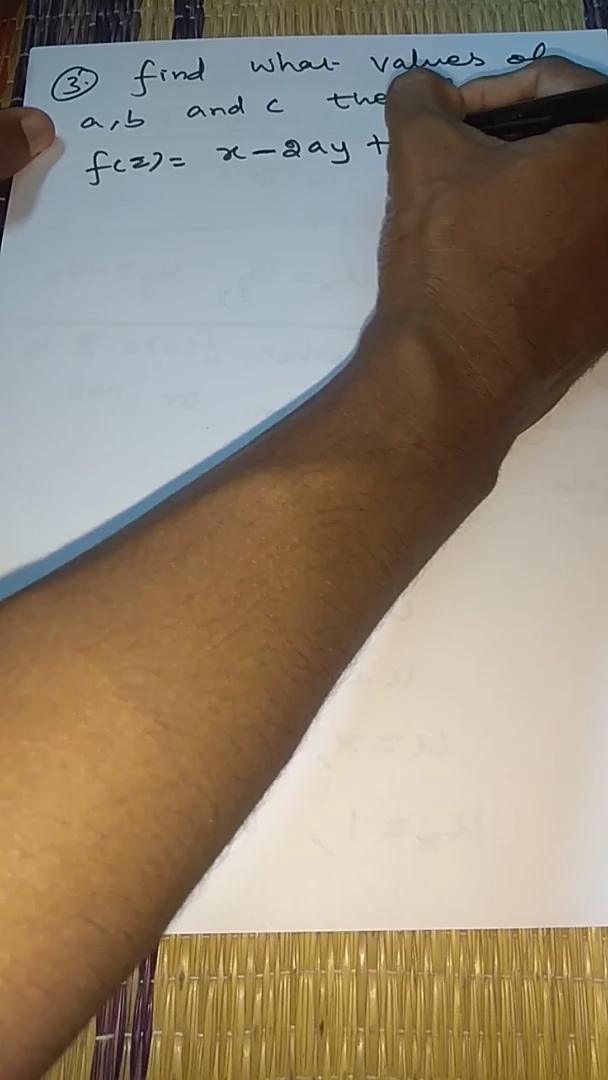 ③ find what values of
a,b and c the
f(z)= x-2ay +